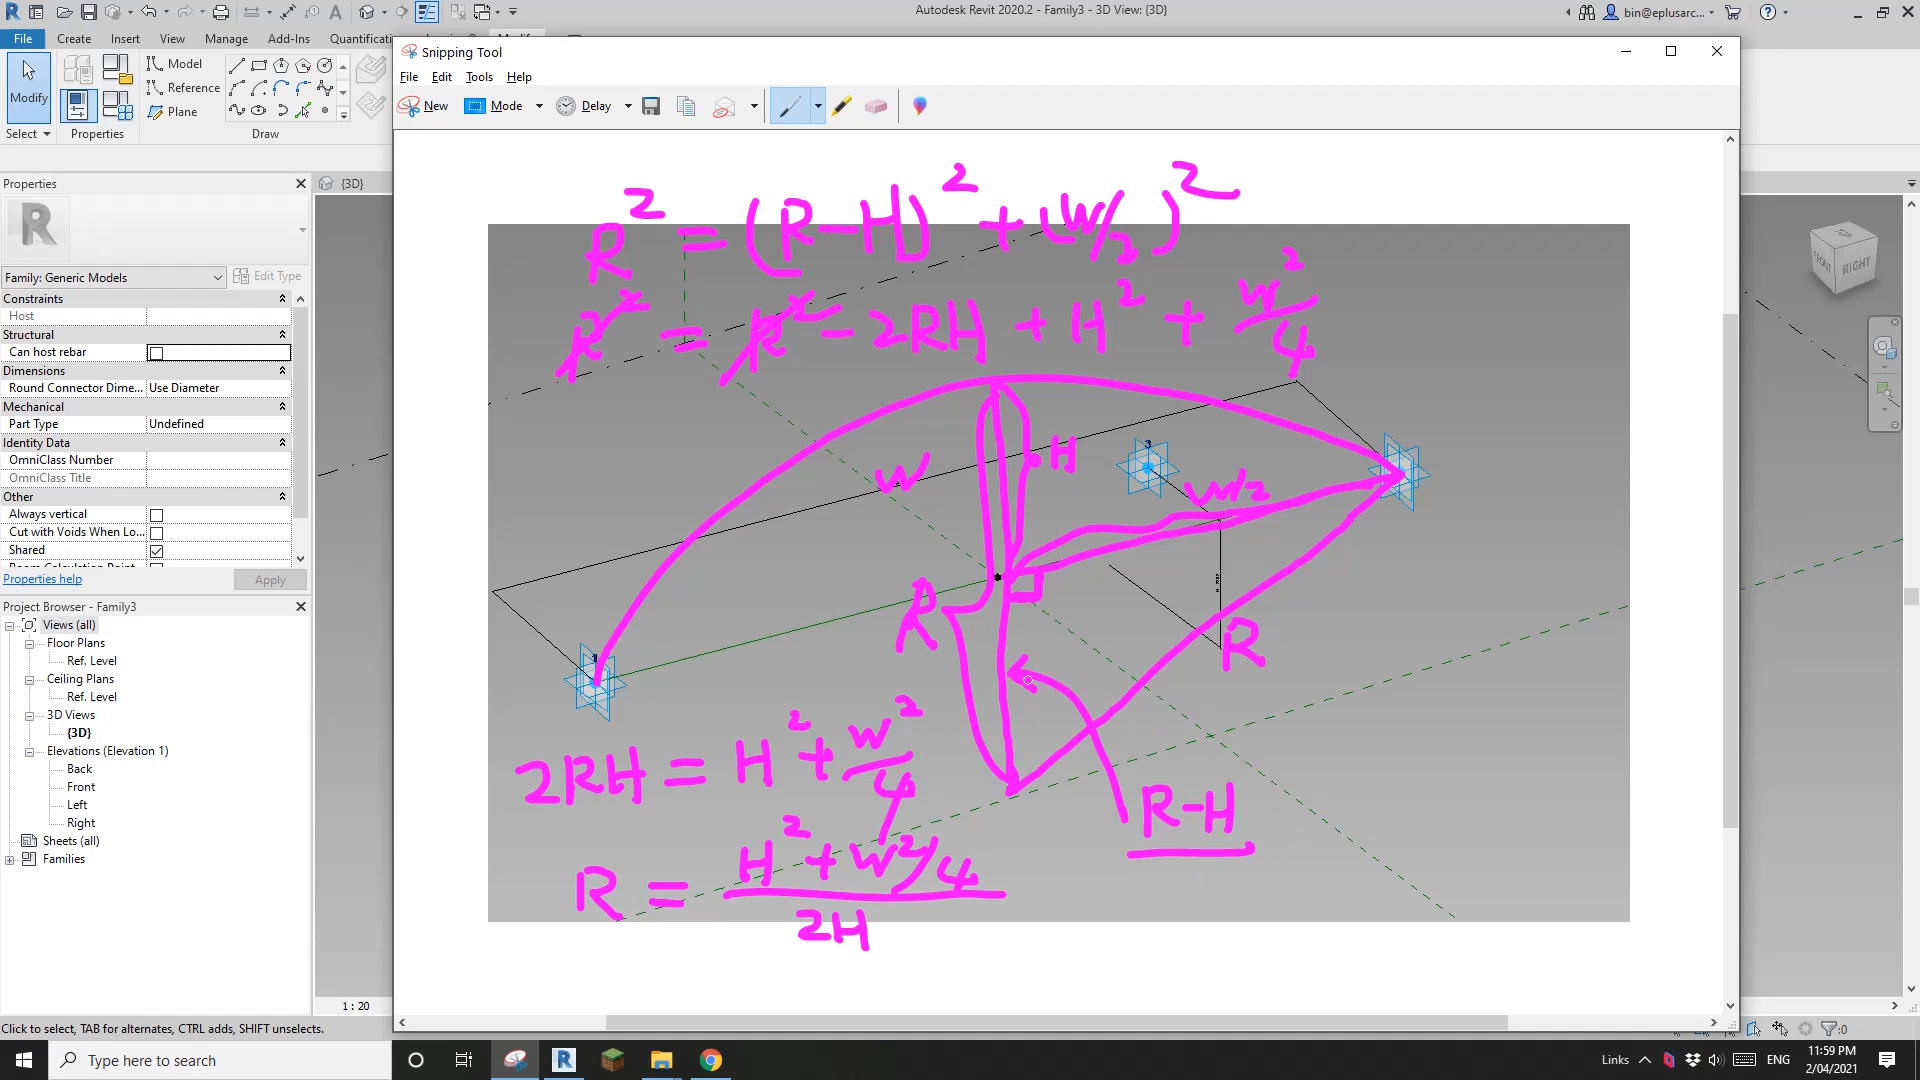 Autodesk Revit 2020.2 - Family3 - 3D View: {3D}
bin@eplusarc...
File Create Insert View Manage Add-Ins Quantificati
Modify
Select
Properties
Model
Reference
Plane
Draw
Snipping Tool
File Edit Tools Help
New Mode Delay
Properties
{3D}
Family: Generic Models
Edit Type
Constraints
Host
Structural
Can host rebar
Dimensions
Round Connector Dime... Use Diameter
Mechanical
Part Type Undefined
Identity Data
OmniClass Number
OmniClass Title
Other
Always vertical
Cut with Voids When Lo...
Shared
Properties help
Apply
Project Browser - Family3
Views (all)
Floor Plans
Ref. Level
Ceiling Plans
Ref. Level
3D Views
{3D}
Elevations (Elevation 1)
Back
Front
Left
Right
Sheets (all)
Families
R² = (R-H)² + (W/2)²
R² = R² - 2RH + H² + W²/4
W
H
3
W/2
R
R
1
R-H
2RH = H² + W²/4
R = H² + W²/4
2H
TOP
FRONT
RIGHT
1 : 20
Click to select, TAB for alternates, CTRL adds, SHIFT unselects.
:0
Type here to search
Links
ENG
11:59 PM
2/04/2021